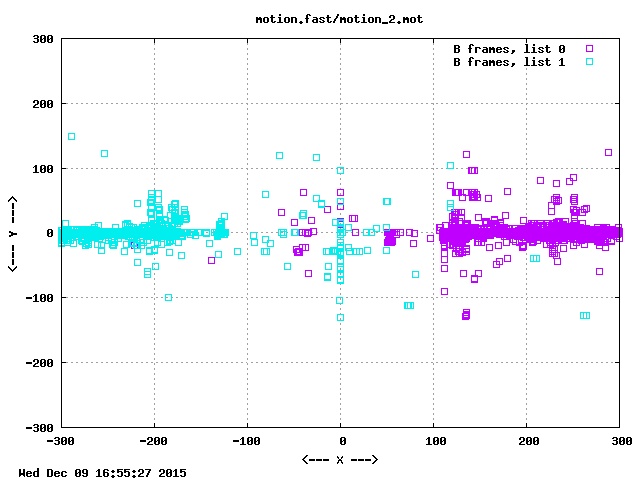 motion.fast/motion_2.mot
B frames, list 0
B frames, list 1
300
200
100
0
-100
-200
-300
<--- Y --->
-300 -200 -100 0 100 200 300
<--- X --->
Wed Dec 09 16:55:27 2015